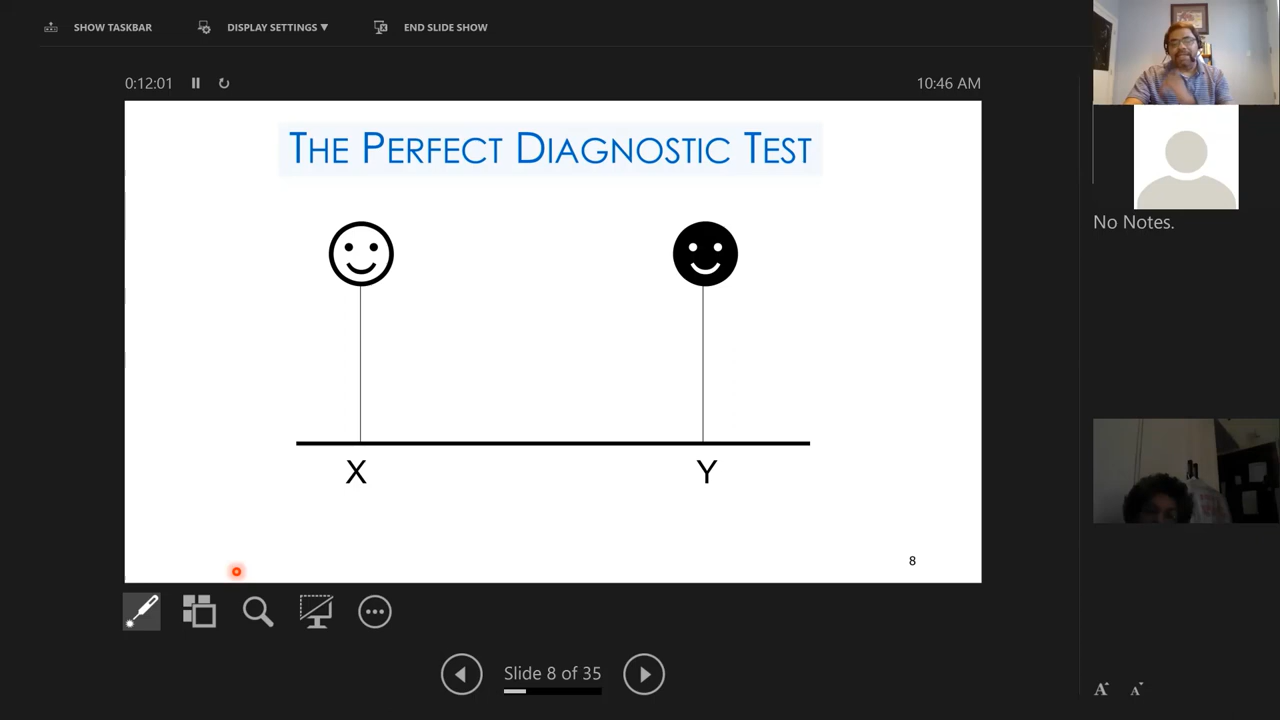 SHOW TASKBAR
DISPLAY SETTINGS ▼
END SLIDE SHOW
0:12:01
10:46 AM
THE PERFECT DIAGNOSTIC TEST
X
Y
8
No Notes.
Slide 8 of 35
A
A